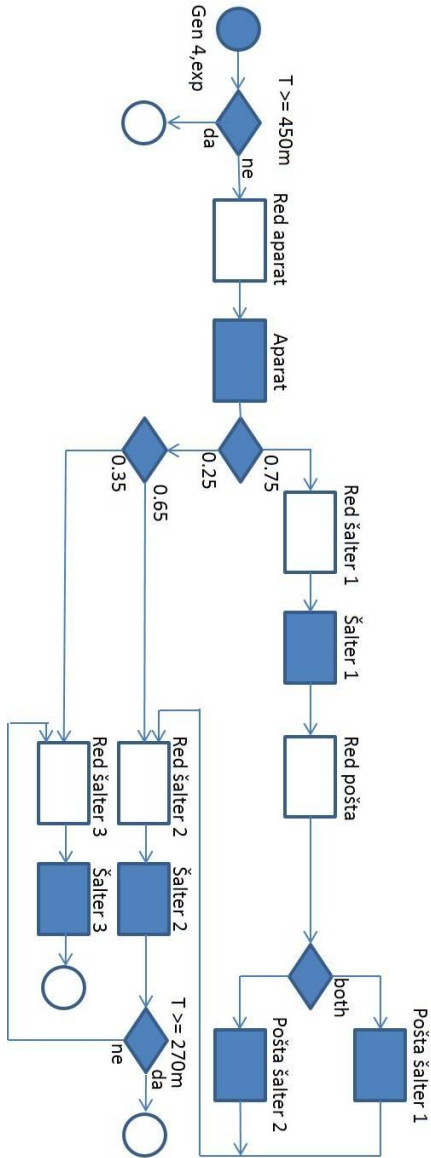 Gen 4,exp
T >= 450m
da
ne
Red aparat
Aparat
0.75
0.25
0.65
0.35
Red šalter 1
Šalter 1
Red pošta
both
Pošta šalter 1
Pošta šalter 2
Red šalter 2
Šalter 2
T >= 270m
da
ne
Red šalter 3
Šalter 3